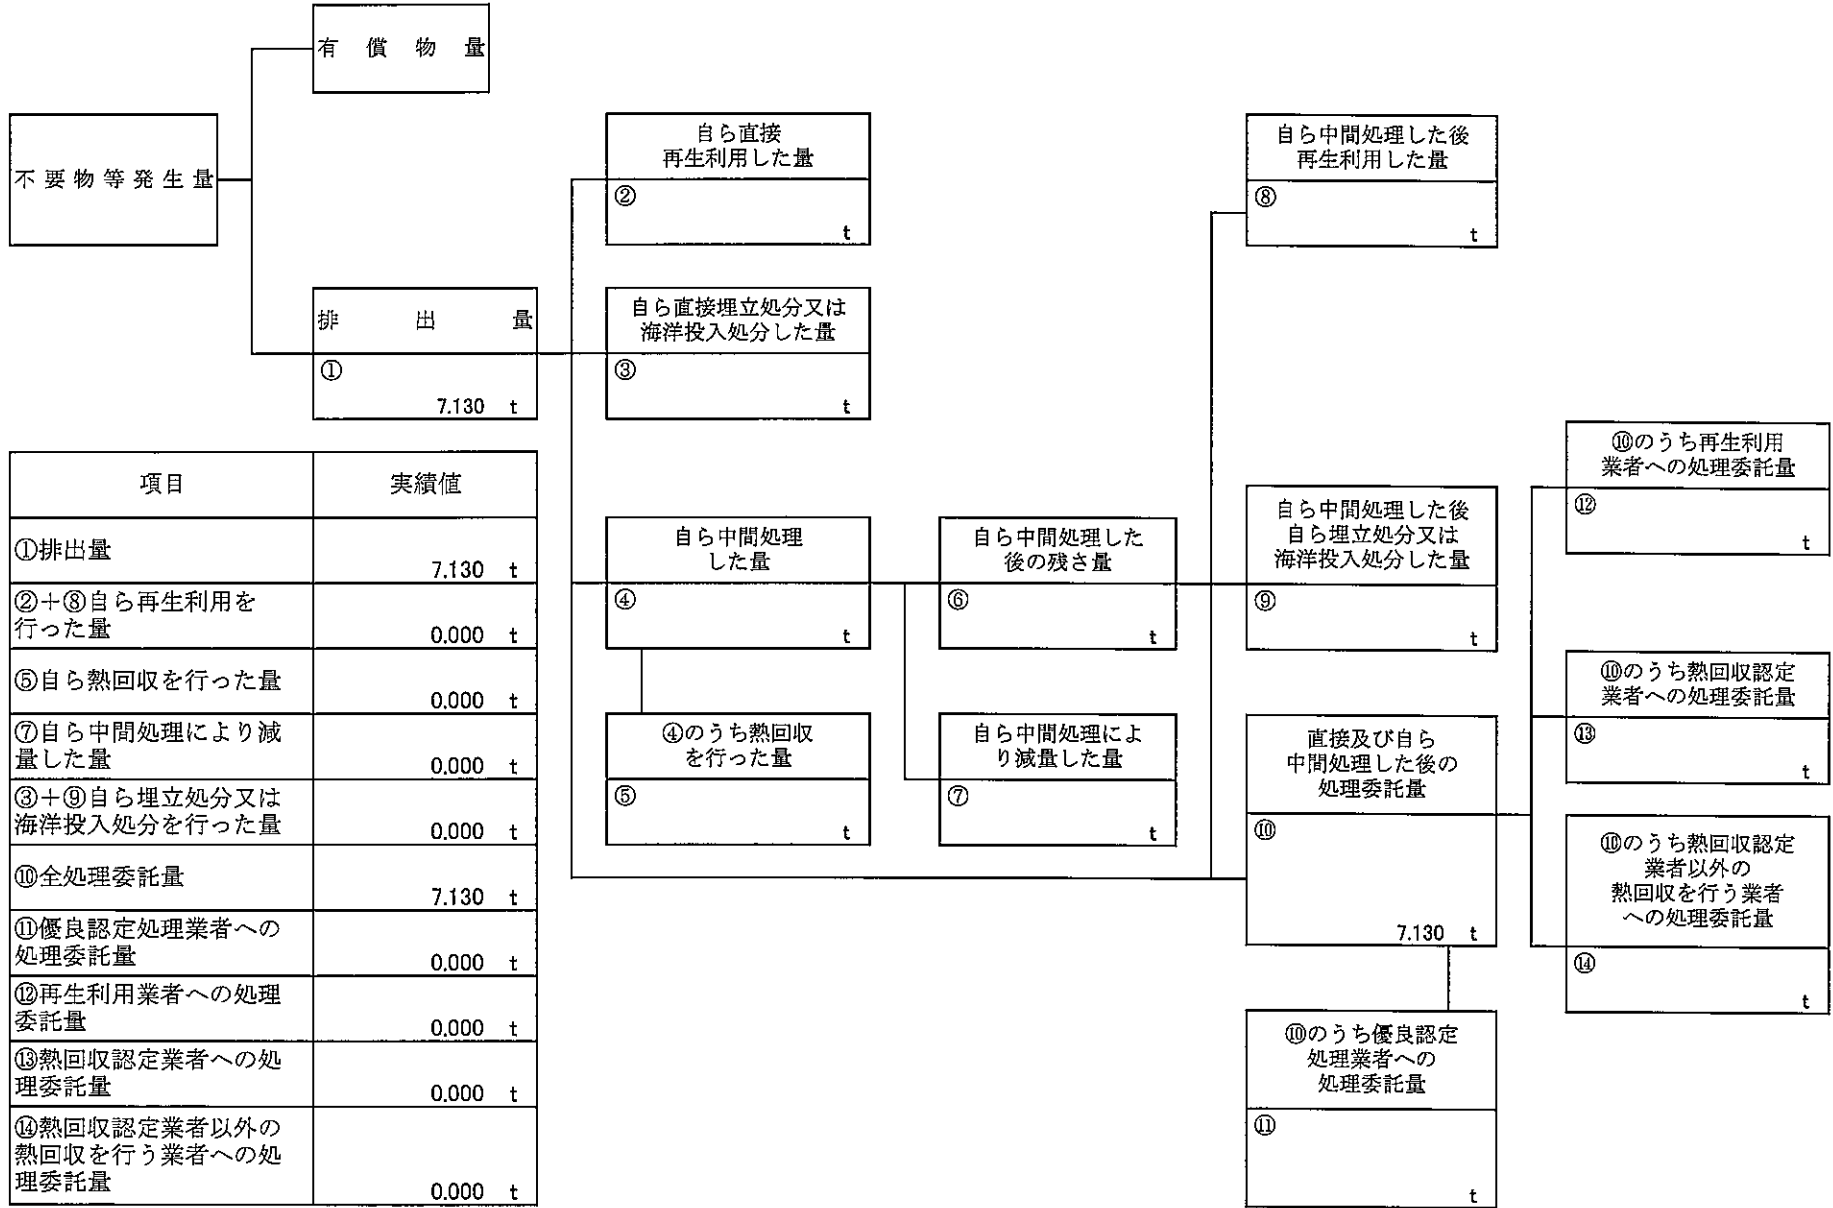 有償物量
不要物等発生量
排出量
①
7.130 t
自ら直接
再生利用した量
②
t
自ら直接埋立処分又は
海洋投入処分した量
③
t
自ら中間処理
した量
④
t
④のうち熱回収
を行った量
⑤
t
自ら中間処理した
後の残さ量
⑥
t
自ら中間処理によ
り減量した量
⑦
t
自ら中間処理した後
再生利用した量
⑧
t
自ら中間処理した後
自ら埋立処分又は
海洋投入処分した量
⑨
t
直接及び自ら
中間処理した後の
処理委託量
⑩
7.130 t
⑩のうち優良認定
処理業者への
処理委託量
⑪
t
⑩のうち再生利用
業者への処理委託量
⑫
t
⑩のうち熱回収認定
業者への処理委託量
⑬
t
⑩のうち熱回収認定
業者以外の
熱回収を行う業者
への処理委託量
⑭
t
項目 実績値
①排出量
7.130 t
②＋⑧自ら再生利用を
行った量
0.000 t
⑤自ら熱回収を行った量
0.000 t
⑦自ら中間処理により減
量した量
0.000 t
③＋⑨自ら埋立処分又は
海洋投入処分を行った量
0.000 t
⑩全処理委託量
7.130 t
⑪優良認定処理業者への
処理委託量
0.000 t
⑫再生利用業者への処理
委託量
0.000 t
⑬熱回収認定業者への処
理委託量
0.000 t
⑭熱回収認定業者以外の
熱回収を行う業者への処
理委託量
0.000 t